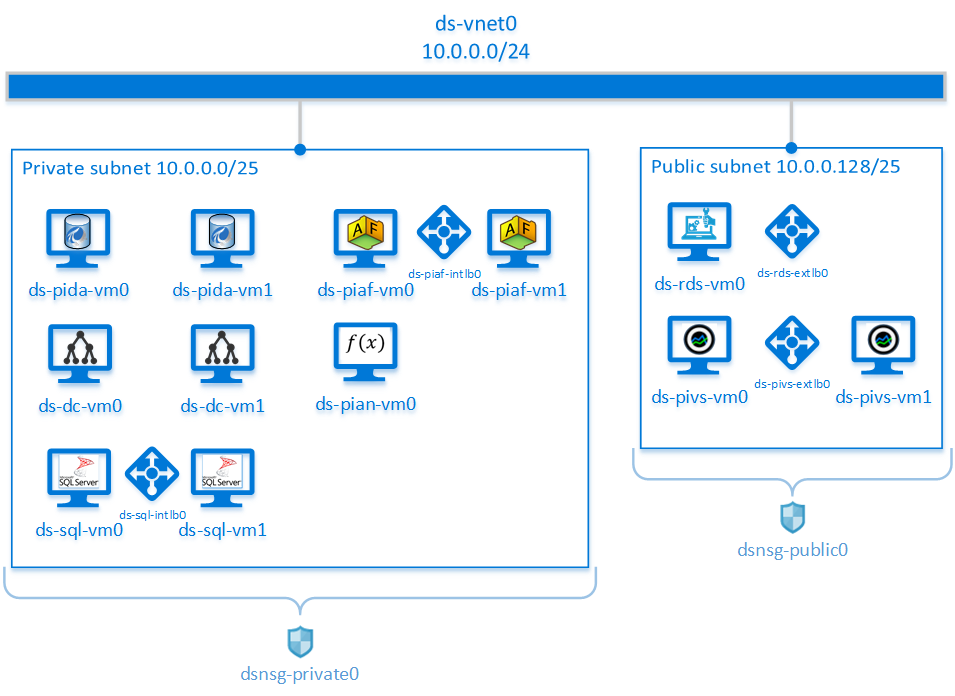 ds-vnet0
10.0.0.0/24
Private subnet 10.0.0.0/25
A F
A F
ds-piaf-intlb0
ds-pida-vm0
ds-pida-vm1
ds-piaf-vm0
ds-piaf-vm1
f(x)
ds-dc-vm0
ds-dc-vm1
ds-pian-vm0
SQL Server
SQL Server
ds-sql-intlb0
ds-sql-vm0
ds-sql-vm1
dsnsg-private0
Public subnet 10.0.0.128/25
ds-rds-vm0
ds-rds-extlb0
ds-pivs-vm0
ds-pivs-extlb0
ds-pivs-vm1
dsnsg-public0